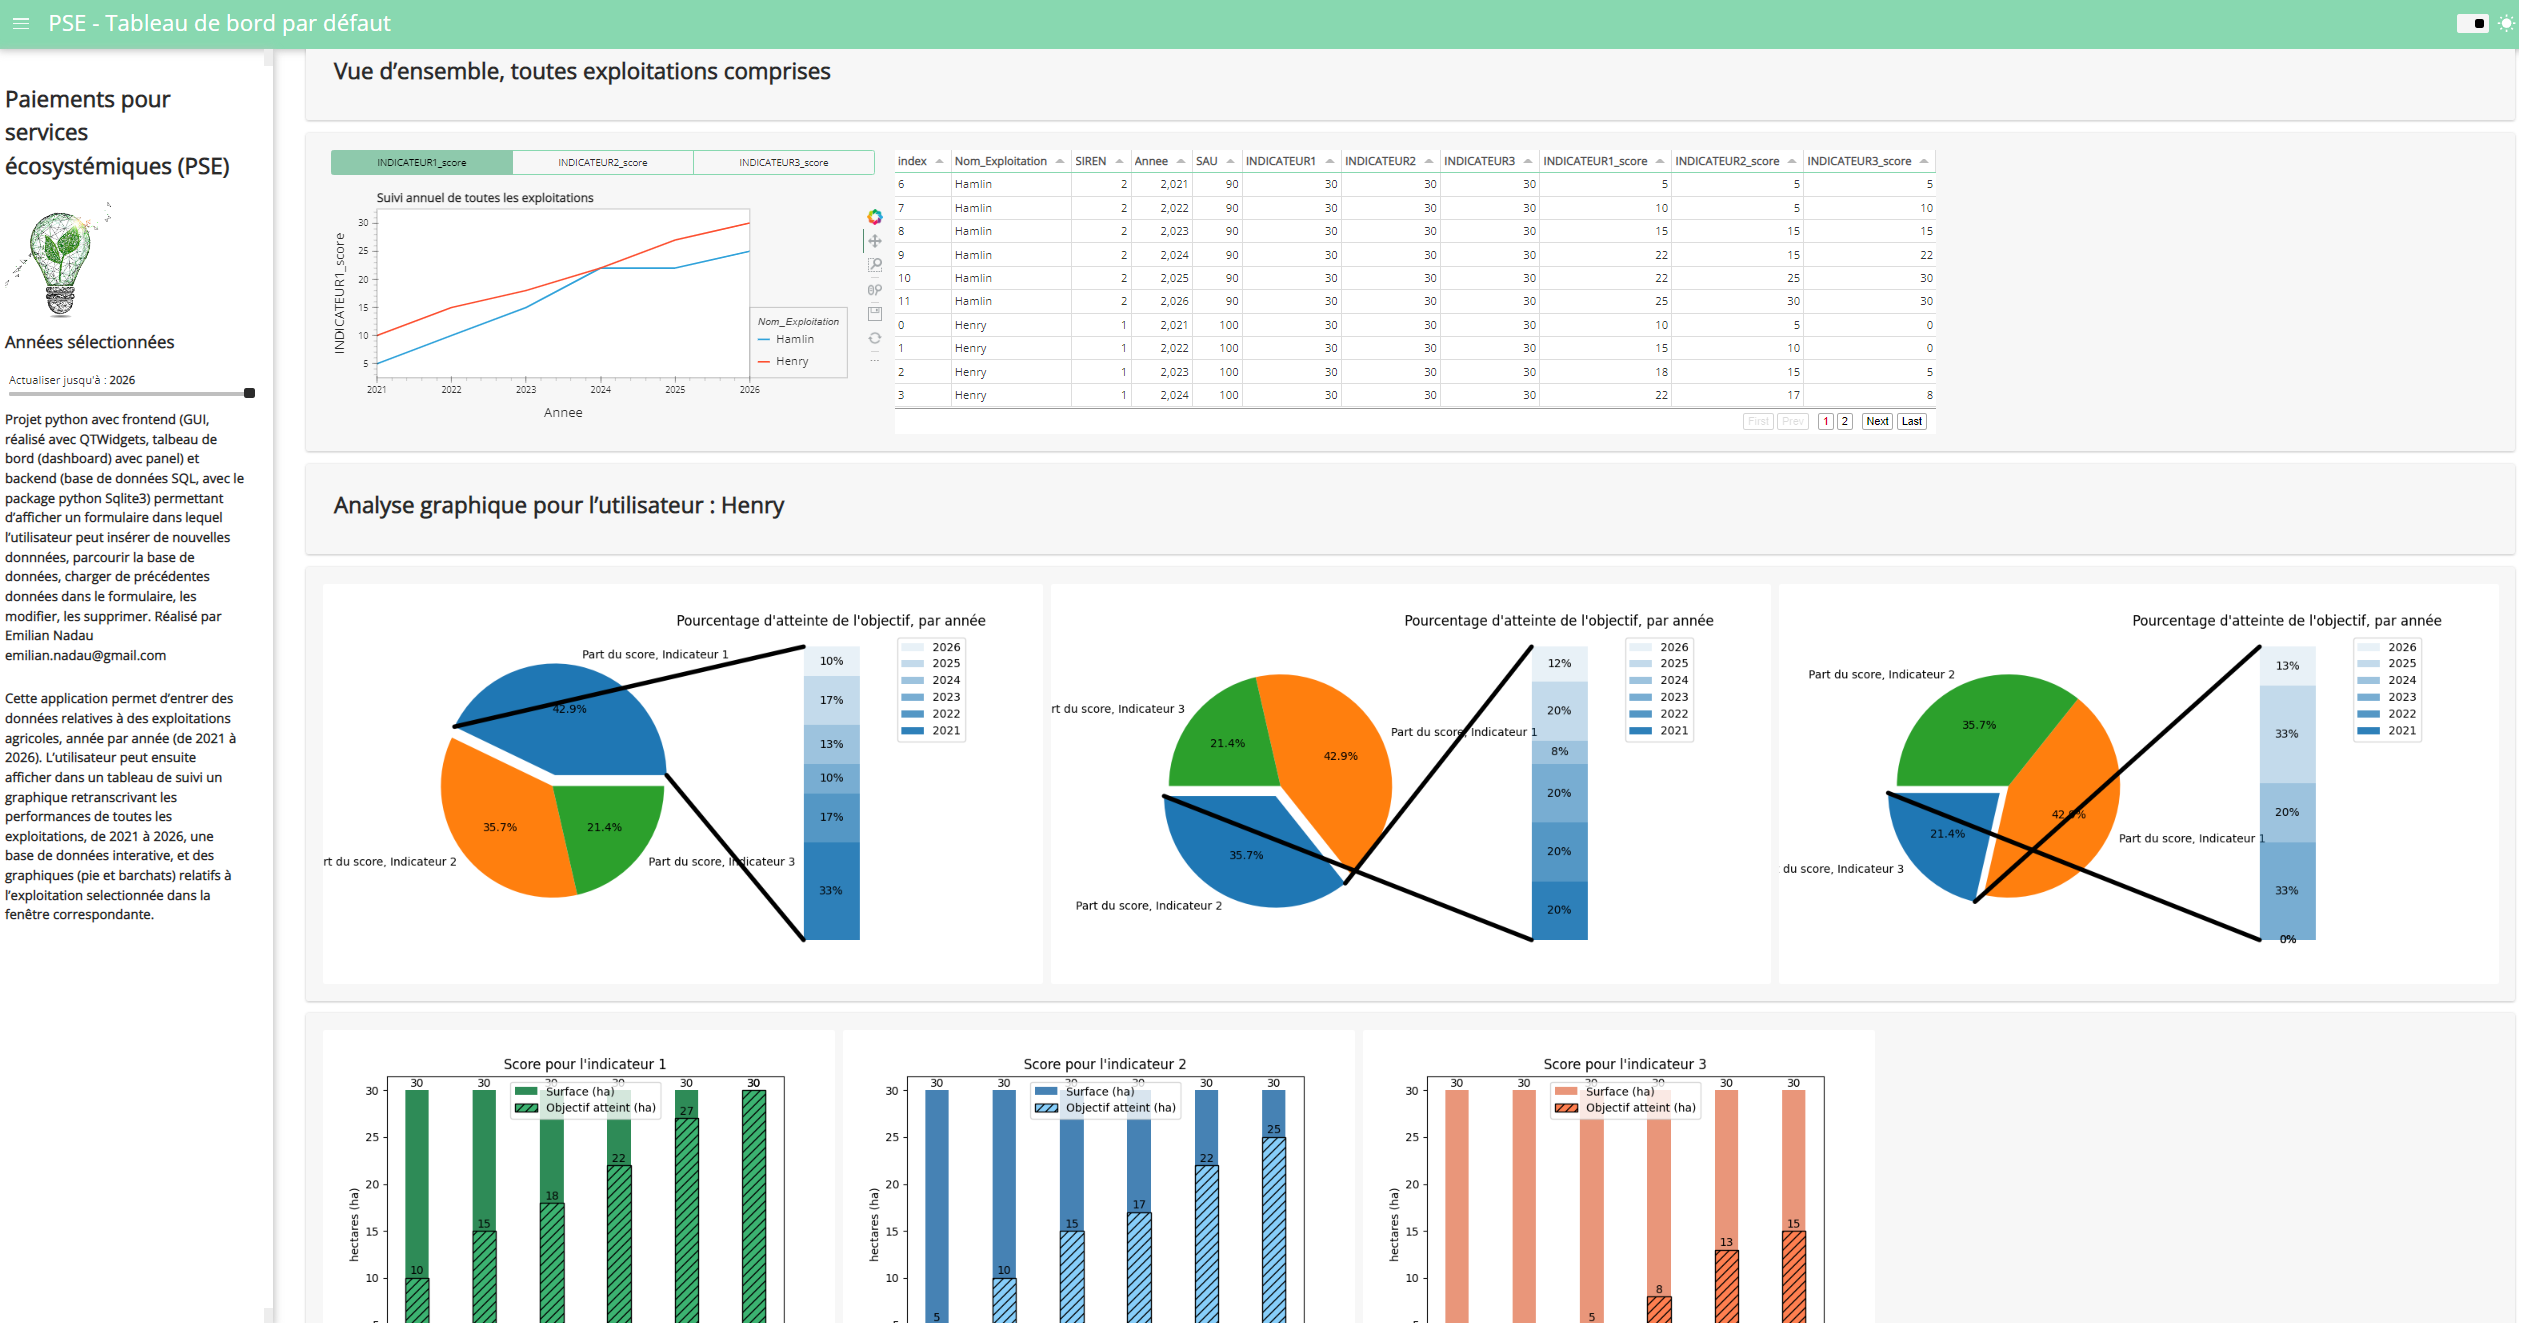 PSE - Tableau de bord par défaut
Paiements pour
services
écosystémiques (PSE)
Années sélectionnées
Actualiser jusqu'à : 2026
Projet python avec frontend (GUI,
réalisé avec QTWidgets, talbeau de
bord (dashboard) avec panel) et
backend (base de données SQL, avec le
package python Sqlite3) permettant
d’afficher un formulaire dans lequel
l’utilisateur peut insérer de nouvelles
donnnées, parcourir la base de
données, charger de précédentes
données dans le formulaire, les
modifier, les supprimer. Réalisé par
Emilian Nadau
emilian.nadau@gmail.com
Cette application permet d’entrer des
données relatives à des exploitations
agricoles, année par année (de 2021 à
2026). L’utilisateur peut ensuite
afficher dans un tableau de suivi un
graphique retranscrivant les
performances de toutes les
exploitations, de 2021 à 2026, une
base de données interative, et des
graphiques (pie et barchats) relatifs à
l’exploitation selectionnée dans la
fenêtre correspondante.
Vue d’ensemble, toutes exploitations comprises
INDICATEUR1_score INDICATEUR2_score INDICATEUR3_score
Suivi annuel de toutes les exploitations
INDICATEUR1_score
30
25
20
15
10
5
2021 2022 2023 2024 2025 2026
Annee
Nom_Exploitation
Hamlin
Henry
index Nom_Exploitation SIREN Annee SAU INDICATEUR1 INDICATEUR2 INDICATEUR3 INDICATEUR1_score INDICATEUR2_score INDICATEUR3_score
6 Hamlin 2 2,021 90 30 30 30 5 5 5
7 Hamlin 2 2,022 90 30 30 30 10 5 10
8 Hamlin 2 2,023 90 30 30 30 15 15 15
9 Hamlin 2 2,024 90 30 30 30 22 15 22
10 Hamlin 2 2,025 90 30 30 30 22 25 30
11 Hamlin 2 2,026 90 30 30 30 25 30 30
0 Henry 1 2,021 100 30 30 30 10 5 0
1 Henry 1 2,022 100 30 30 30 15 10 0
2 Henry 1 2,023 100 30 30 30 18 15 5
3 Henry 1 2,024 100 30 30 30 22 17 8
First Prev 1 2 Next Last
Analyse graphique pour l’utilisateur : Henry
Pourcentage d'atteinte de l'objectif, par année
Part du score, Indicateur 1
42.9%
35.7%
21.4%
rt du score, Indicateur 2
Part du score, Indicateur 3
10%
17%
13%
10%
17%
33%
2026
2025
2024
2023
2022
2021
Pourcentage d'atteinte de l'objectif, par année
rt du score, Indicateur 3
Part du score, Indicateur 1
21.4%
42.9%
35.7%
Part du score, Indicateur 2
12%
20%
8%
20%
20%
20%
2026
2025
2024
2023
2022
2021
Pourcentage d'atteinte de l'objectif, par année
Part du score, Indicateur 2
35.7%
42.9%
21.4%
Part du score, Indicateur 1
du score, Indicateur 3
13%
33%
20%
33%
0%
2026
2025
2024
2023
2022
2021
Score pour l'indicateur 1
30 30 30 30 30 30
Surface (ha)
Objectif atteint (ha)
hectares (ha)
30
25
20
15
10
5
10 15 18 22 27 30
Score pour l'indicateur 2
30 30 30 30 30 30
Surface (ha)
Objectif atteint (ha)
hectares (ha)
30
25
20
15
10
5
5 10 15 17 22 25
Score pour l'indicateur 3
30 30 30 30 30 30
Surface (ha)
Objectif atteint (ha)
hectares (ha)
30
25
20
15
10
5
5 8 13 15